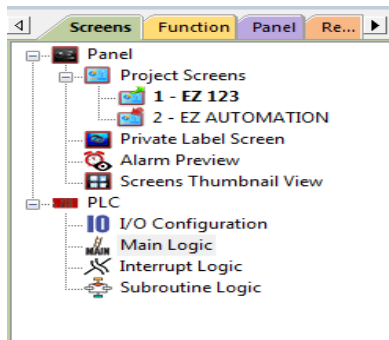 Screens Function Panel Re...
Panel
Project Screens
1 - EZ 123
2 - EZ AUTOMATION
Private Label Screen
Alarm Preview
Screens Thumbnail View
PLC
IO I/O Configuration
MAIN Main Logic
Interrupt Logic
Subroutine Logic